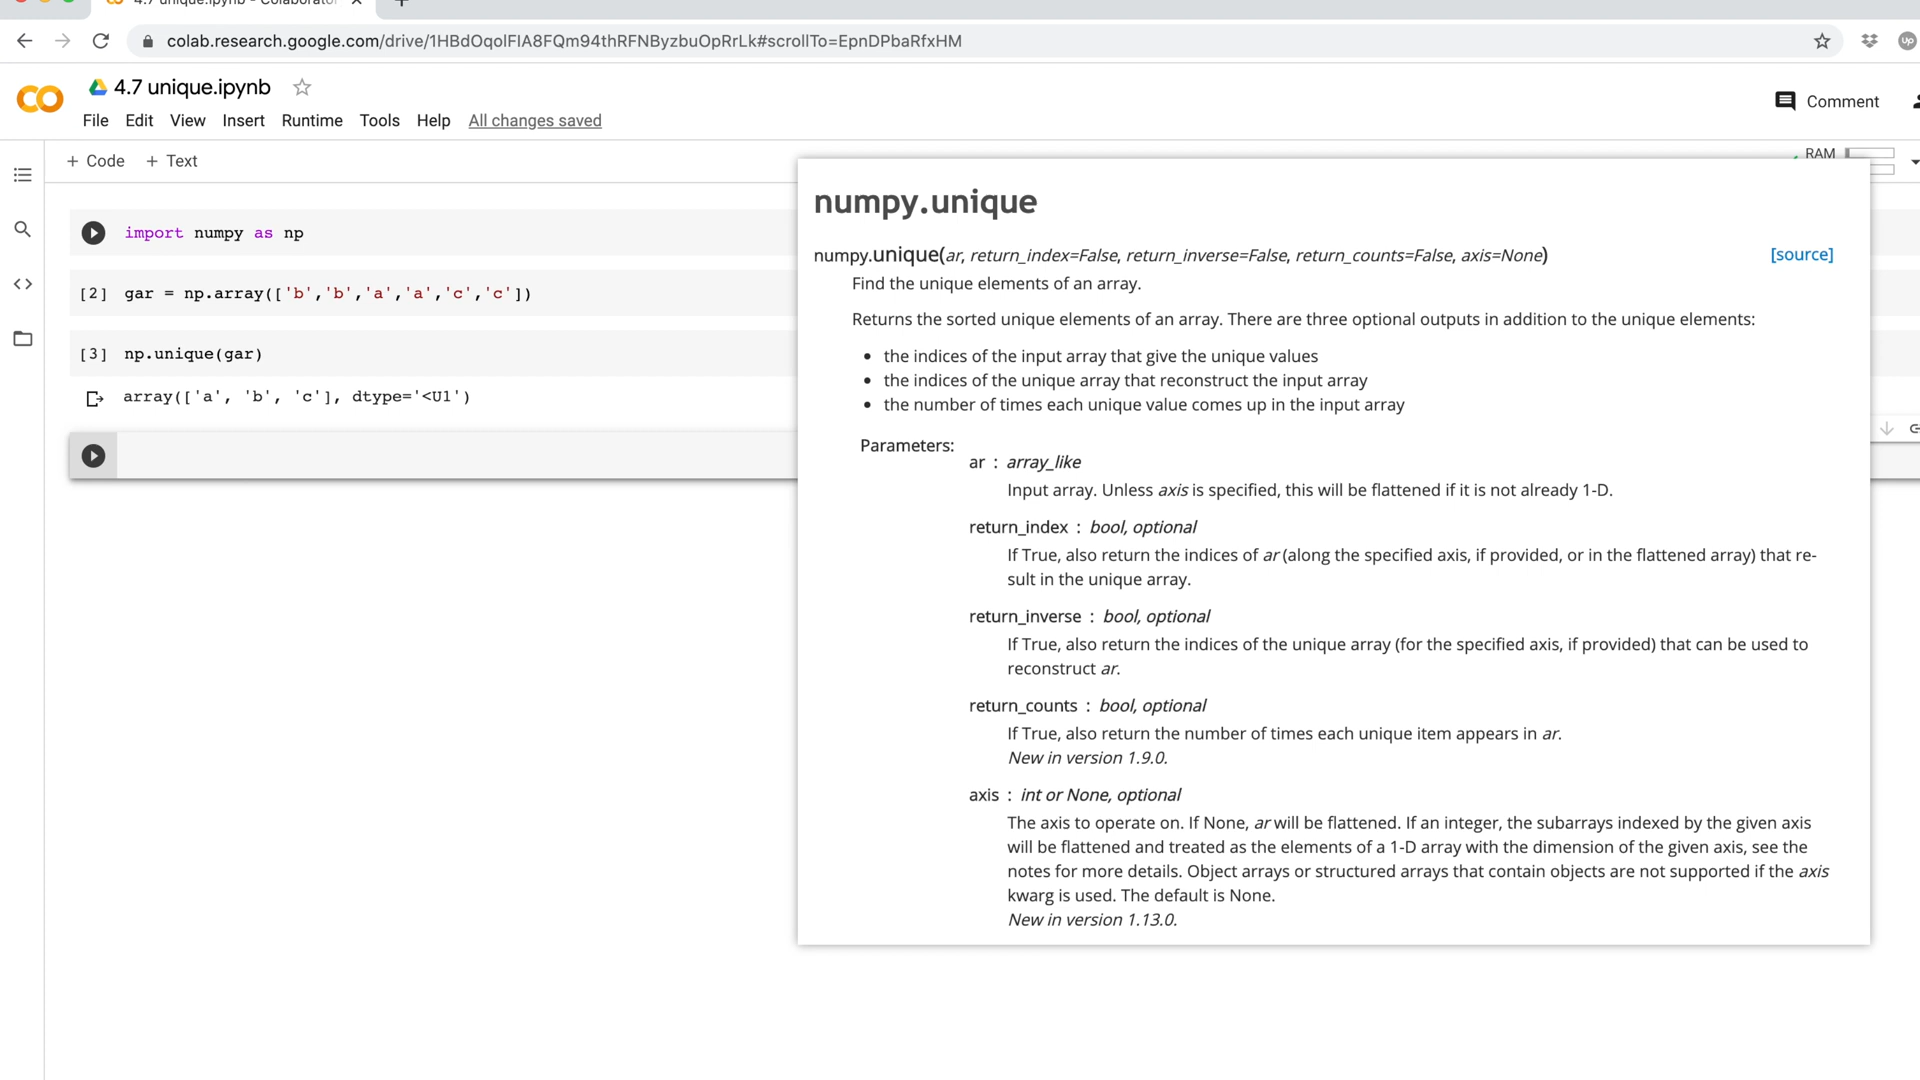 4.7 unique.ipynb - Colaborator
colab.research.google.com/drive/1HBdOqolFIA8FQm94thRFNByzbuOpRrLk#scrollTo=EpnDPbaRfxHM
up
4.7 unique.ipynb
Comment
File Edit View Insert Runtime Tools Help All changes saved
+ Code + Text
RAM
import numpy as np
[2] gar = np.array(['b','b','a','a','c','c'])
[3] np.unique(gar)
array(['a', 'b', 'c'], dtype='<U1')
numpy.unique
numpy.unique(ar, return_index=False, return_inverse=False, return_counts=False, axis=None) [source]
Find the unique elements of an array.
Returns the sorted unique elements of an array. There are three optional outputs in addition to the unique elements:
• the indices of the input array that give the unique values
• the indices of the unique array that reconstruct the input array
• the number of times each unique value comes up in the input array
Parameters:
ar : array_like
Input array. Unless axis is specified, this will be flattened if it is not already 1-D.
return_index : bool, optional
If True, also return the indices of ar (along the specified axis, if provided, or in the flattened array) that re-
sult in the unique array.
return_inverse : bool, optional
If True, also return the indices of the unique array (for the specified axis, if provided) that can be used to
reconstruct ar.
return_counts : bool, optional
If True, also return the number of times each unique item appears in ar.
New in version 1.9.0.
axis : int or None, optional
The axis to operate on. If None, ar will be flattened. If an integer, the subarrays indexed by the given axis
will be flattened and treated as the elements of a 1-D array with the dimension of the given axis, see the
notes for more details. Object arrays or structured arrays that contain objects are not supported if the axis
kwarg is used. The default is None.
New in version 1.13.0.